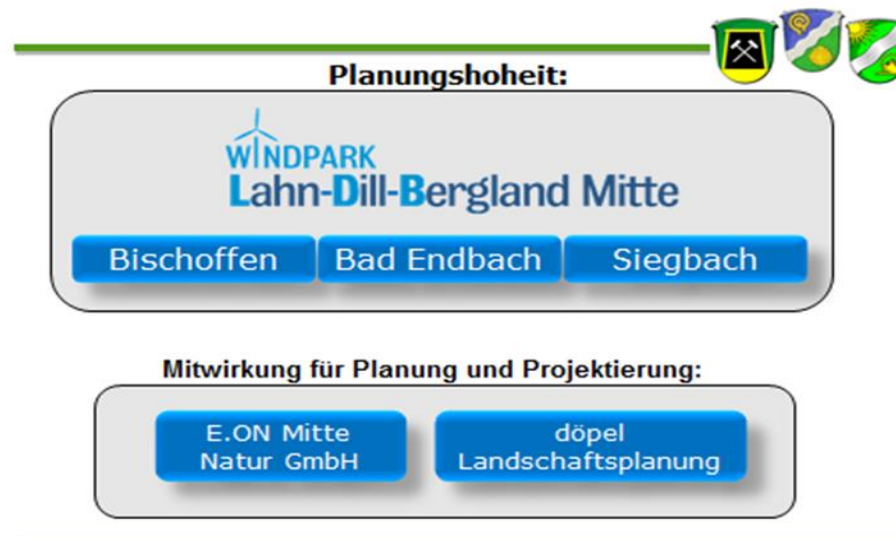 Planungshoheit:
WINDPARK
Lahn-Dill-Bergland Mitte
Bischoffen
Bad Endbach
Siegbach
Mitwirkung für Planung und Projektierung:
E.ON Mitte
Natur GmbH
döpel
Landschaftsplanung